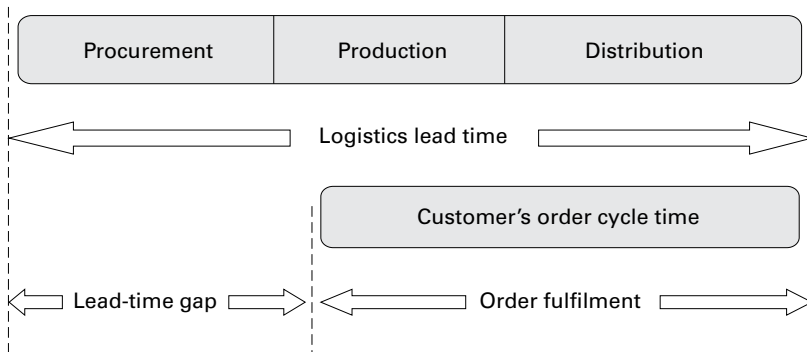 Procurement Production Distribution
Logistics lead time
Customer’s order cycle time
Lead-time gap Order fulfilment